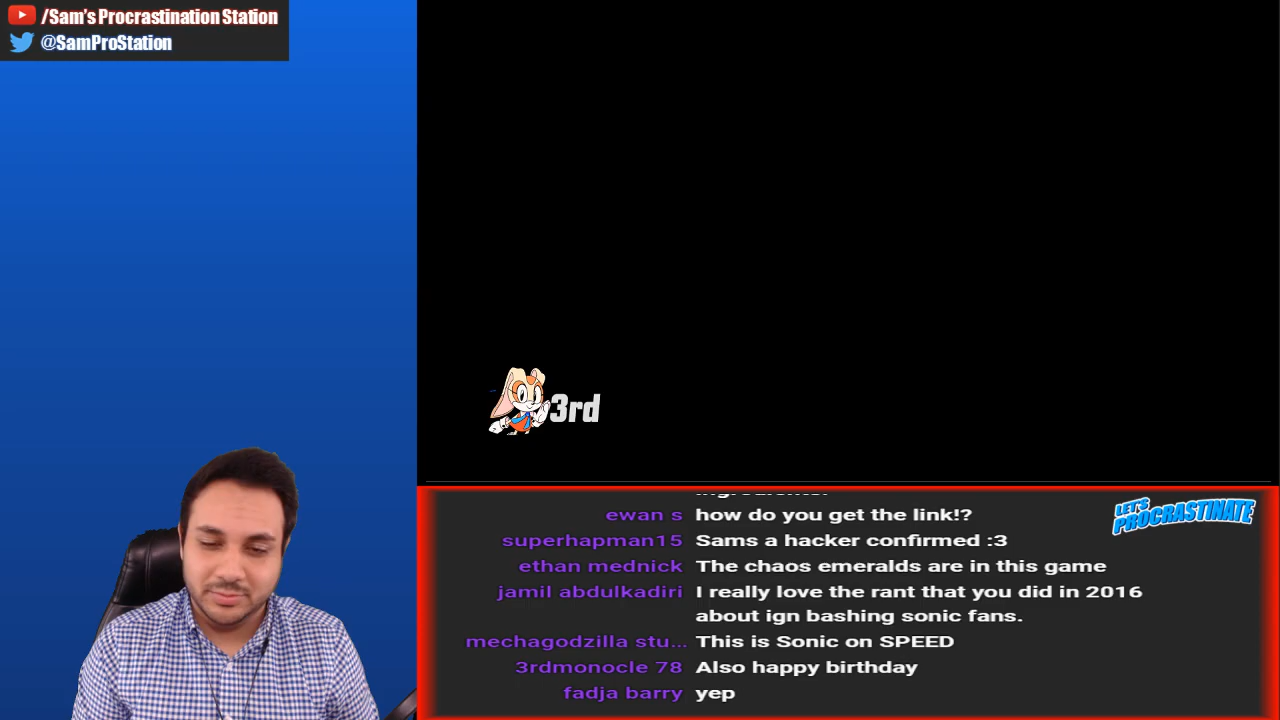 /Sam's Procrastination Station
@SamProStation
3rd
ewan s how do you get the link!?
superhapman15 Sams a hacker confirmed :3
ethan mednick The chaos emeralds are in this game
jamil abdulkadiri I really love the rant that you did in 2016
about ign bashing sonic fans.
mechagodzilla stu... This is Sonic on SPEED
3rdmonocle 78 Also happy birthday
fadja barry yep
LET'S
PROCRASTINATE